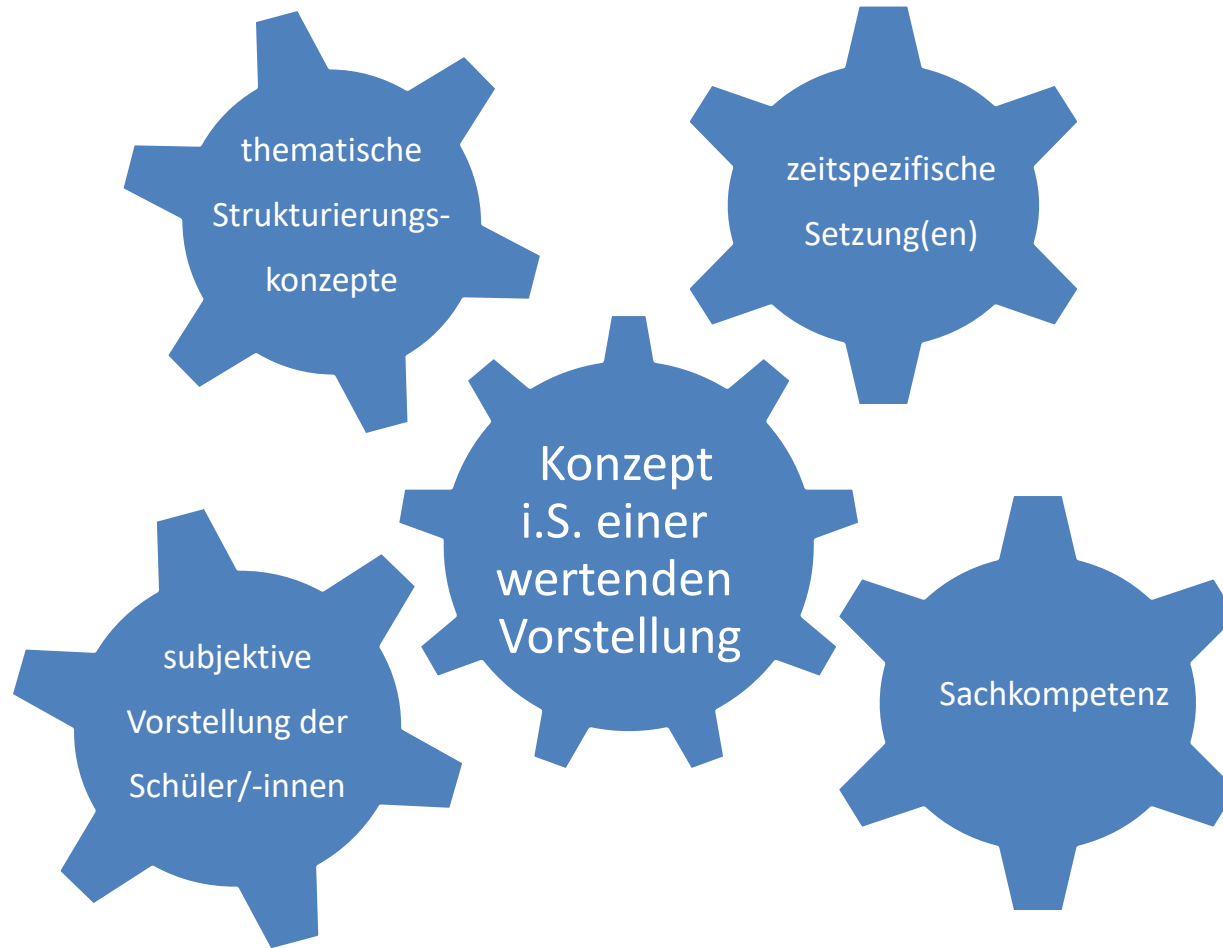 thematische
Strukturierungs-
konzepte
zeitspezifische
Setzung(en)
Konzept
i.S. einer
wertenden
Vorstellung
subjektive
Vorstellung der
Schüler/-innen
Sachkompetenz